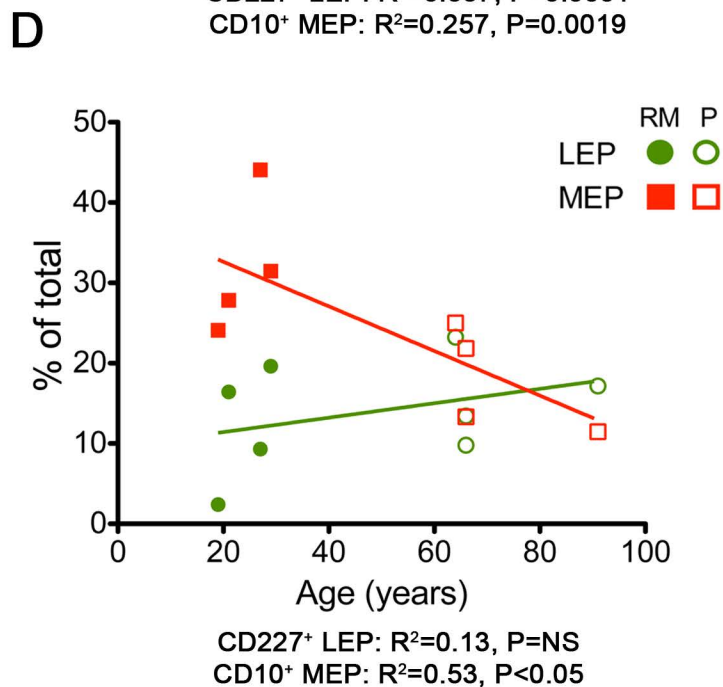 D
CD10⁺ MEP: R²=0.257, P=0.0019
RM P
LEP
MEP
50
40
30
20
10
0
% of total
0 20 40 60 80 100
Age (years)
CD227⁺ LEP: R²=0.13, P=NS
CD10⁺ MEP: R²=0.53, P<0.05